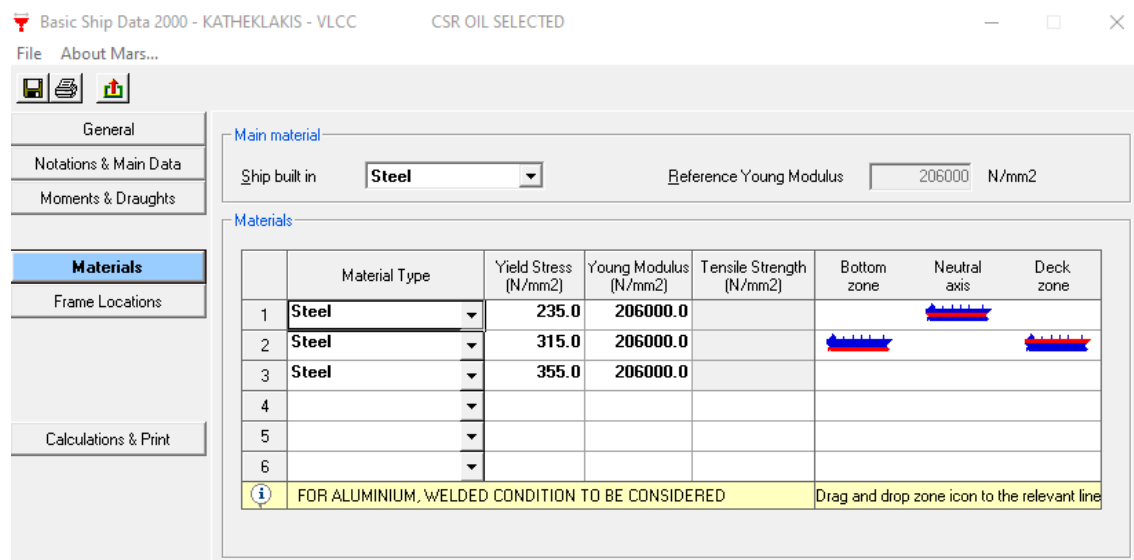 Basic Ship Data 2000 - KATHEKLAKIS - VLCC CSR OIL SELECTED
File About Mars...
General
Notations & Main Data
Moments & Draughts
Materials
Frame Locations
Calculations & Print
Main material
Ship built in Steel Reference Young Modulus 206000 N/mm2
Materials
Material Type Yield Stress (N/mm2) Young Modulus (N/mm2) Tensile Strength (N/mm2) Bottom zone Neutral axis Deck zone
1 Steel 235.0 206000.0
2 Steel 315.0 206000.0
3 Steel 355.0 206000.0
4
5
6
FOR ALUMINIUM, WELDED CONDITION TO BE CONSIDERED Drag and drop zone icon to the relevant line